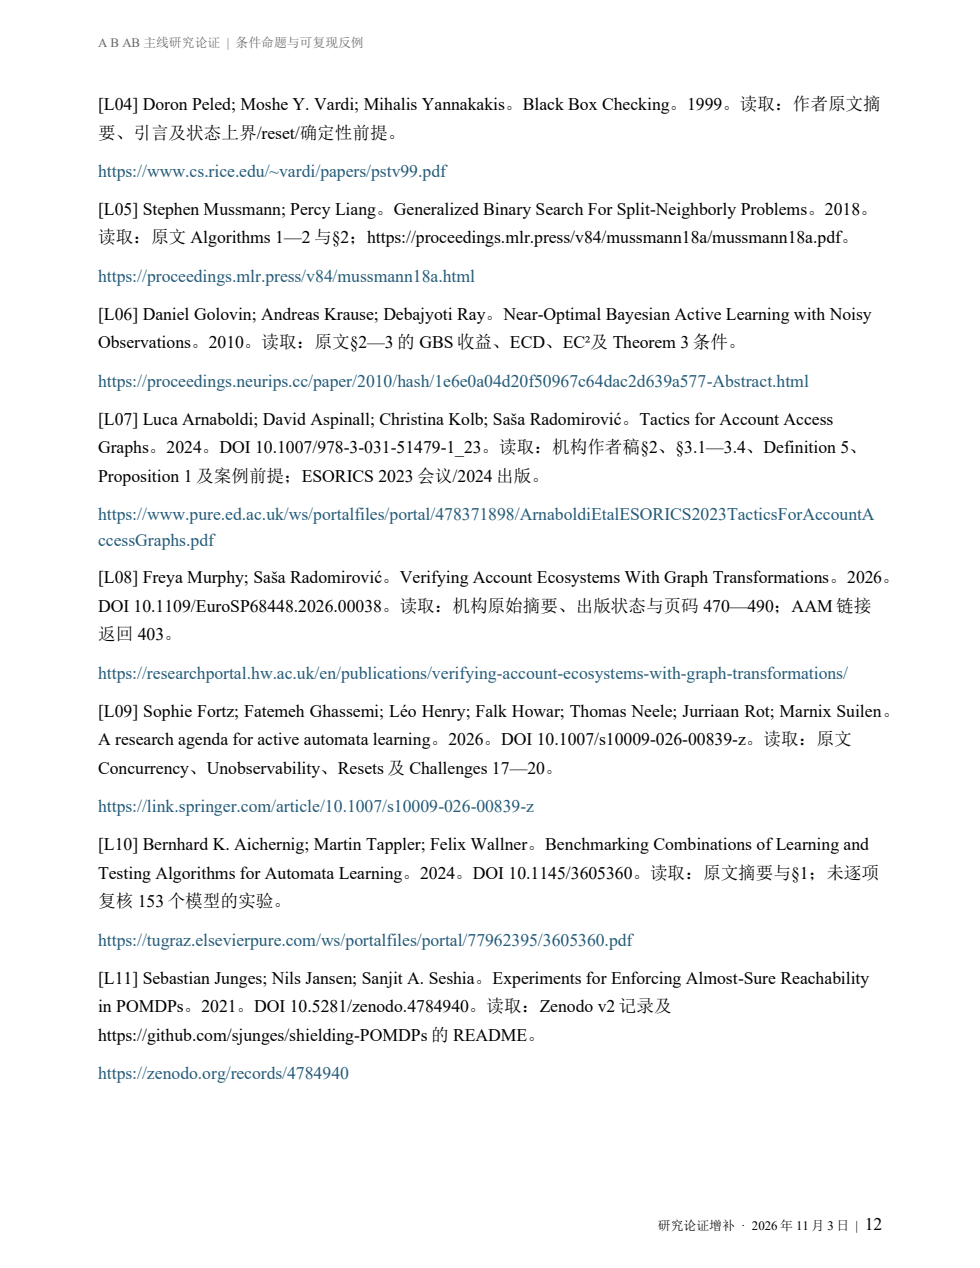 A B AB 主线研究论证 | 条件命题与可复现反例
[L04] Doron Peled; Moshe Y. Vardi; Mihalis Yannakakis。Black Box Checking。1999。读取：作者原文摘
要、引言及状态上界/reset/确定性前提。
https://www.cs.rice.edu/~vardi/papers/pstv99.pdf
[L05] Stephen Mussmann; Percy Liang。Generalized Binary Search For Split-Neighborly Problems。2018。
读取：原文 Algorithms 1—2 与§2；https://proceedings.mlr.press/v84/mussmann18a/mussmann18a.pdf。
https://proceedings.mlr.press/v84/mussmann18a.html
[L06] Daniel Golovin; Andreas Krause; Debajyoti Ray。Near-Optimal Bayesian Active Learning with Noisy
Observations。2010。读取：原文§2—3 的 GBS 收益、ECD、EC²及 Theorem 3 条件。
https://proceedings.neurips.cc/paper/2010/hash/1e6e0a04d20f50967c64dac2d639a577-Abstract.html
[L07] Luca Arnaboldi; David Aspinall; Christina Kolb; Saša Radomirović。Tactics for Account Access
Graphs。2024。DOI 10.1007/978-3-031-51479-1_23。读取：机构作者稿§2、§3.1—3.4、Definition 5、
Proposition 1 及案例前提；ESORICS 2023 会议/2024 出版。
https://www.pure.ed.ac.uk/ws/portalfiles/portal/478371898/ArnaboldiEtalESORICS2023TacticsForAccountA
ccessGraphs.pdf
[L08] Freya Murphy; Saša Radomirović。Verifying Account Ecosystems With Graph Transformations。2026。
DOI 10.1109/EuroSP68448.2026.00038。读取：机构原始摘要、出版状态与页码 470—490；AAM 链接
返回 403。
https://researchportal.hw.ac.uk/en/publications/verifying-account-ecosystems-with-graph-transformations/
[L09] Sophie Fortz; Fatemeh Ghassemi; Léo Henry; Falk Howar; Thomas Neele; Jurriaan Rot; Marnix Suilen。
A research agenda for active automata learning。2026。DOI 10.1007/s10009-026-00839-z。读取：原文
Concurrency、Unobservability、Resets 及 Challenges 17—20。
https://link.springer.com/article/10.1007/s10009-026-00839-z
[L10] Bernhard K. Aichernig; Martin Tappler; Felix Wallner。Benchmarking Combinations of Learning and
Testing Algorithms for Automata Learning。2024。DOI 10.1145/3605360。读取：原文摘要与§1；未逐项
复核 153 个模型的实验。
https://tugraz.elsevierpure.com/ws/portalfiles/portal/77962395/3605360.pdf
[L11] Sebastian Junges; Nils Jansen; Sanjit A. Seshia。Experiments for Enforcing Almost-Sure Reachability
in POMDPs。2021。DOI 10.5281/zenodo.4784940。读取：Zenodo v2 记录及
https://github.com/sjunges/shielding-POMDPs 的 README。
https://zenodo.org/records/4784940
研究论证增补 · 2026 年 11 月 3 日 | 12